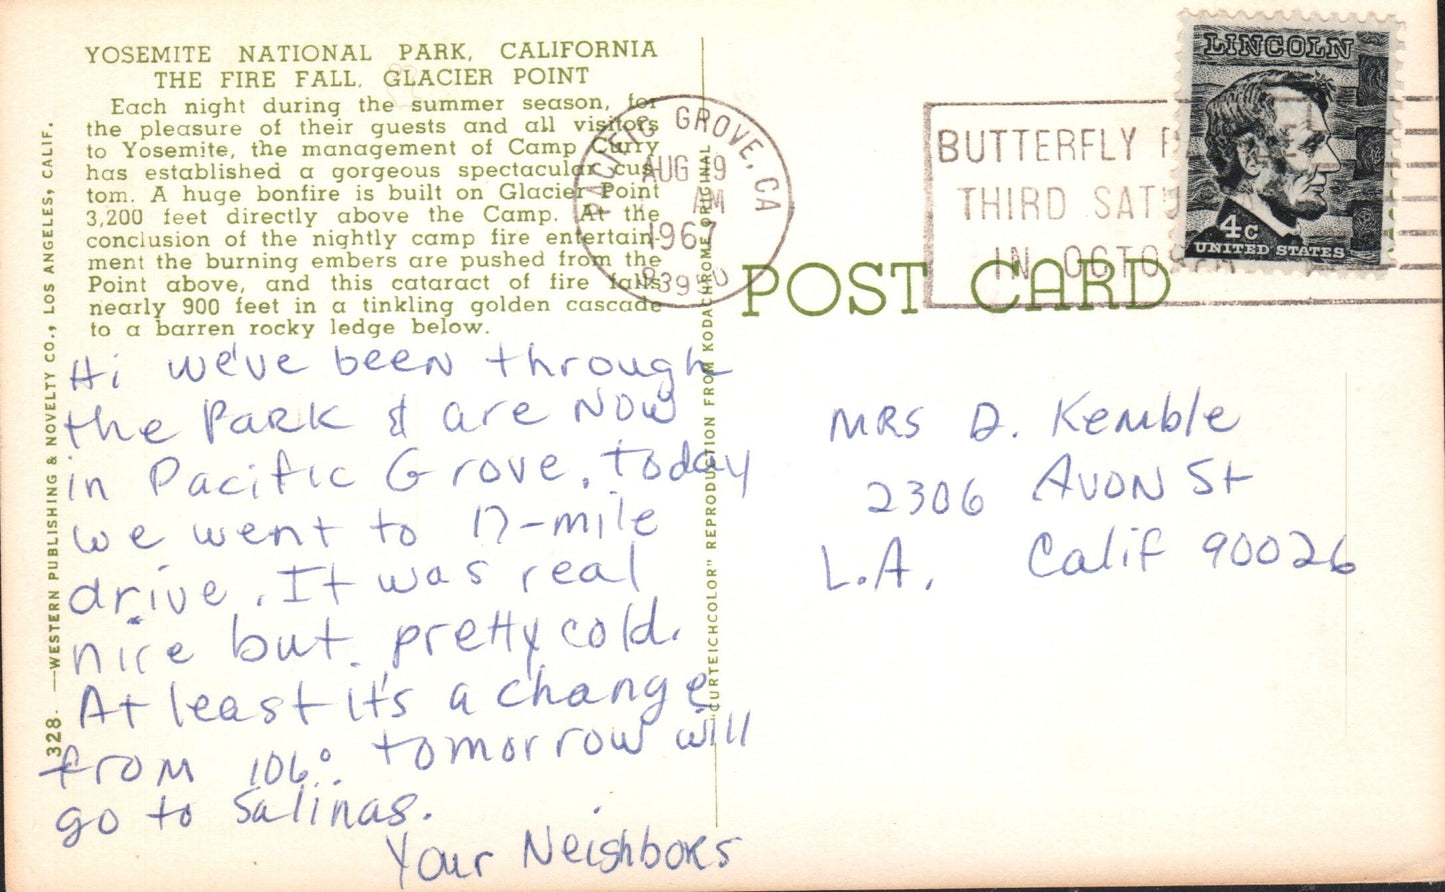 YOSEMITE NATIONAL PARK, CALIFORNIA
THE FIRE FALL, GLACIER POINT
Each night during the summer season, for
the pleasure of their guests and all visitors
to Yosemite, the management of Camp Curry
has established a gorgeous spectacular cus-
tom. A huge bonfire is built on Glacier Point
3,200 feet directly above the Camp. At the
conclusion of the nightly camp fire entertain-
ment the burning embers are pushed from the
Point above, and this cataract of fire falls
nearly 900 feet in a tinkling golden cascade
to a barren rocky ledge below.
328 —WESTERN PUBLISHING & NOVELTY CO., LOS ANGELES, CALIF.
Hi we've been through
the Park & are Now
in Pacific Grove. today
we went to 17-mile
drive. It was real
nice but pretty cold.
At least it's a change
from 106°. tomorrow will
go to Salinas.
Your Neighbors
"CURTEICHCOLOR" REPRODUCTION FROM KODACHROME ORIGINAL
PACIFIC GROVE, CA
AUG 19
AM
1967
93950
POST CARD
BUTTERFLY
THIRD
IN
LINCOLN
4c
UNITED STATES
MRS D. Kemble
2306 Avon St
L.A. Calif 90026